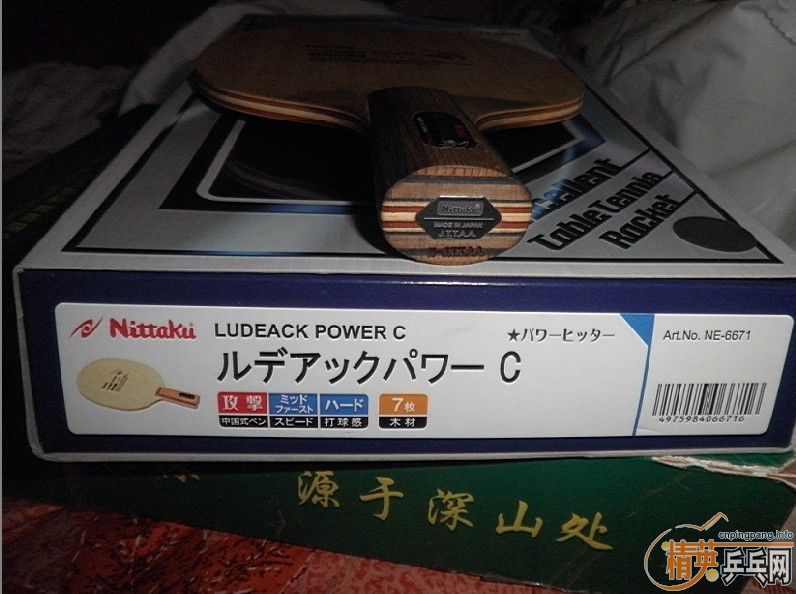 Nittaku
MADE IN JAPAN
J.T.T.A.A
Excellent
Table Tennis
Racket
Nittaku LUDEACK POWER C ★パワーヒッター Art.No. NE-6671
ルデアックパワー C
攻撃 ミッドファースト ハード 7枚
中国式ペン スピード 打球感 木材
4975984066716
源于深山处
cnpingpang.info
精英乒乓网